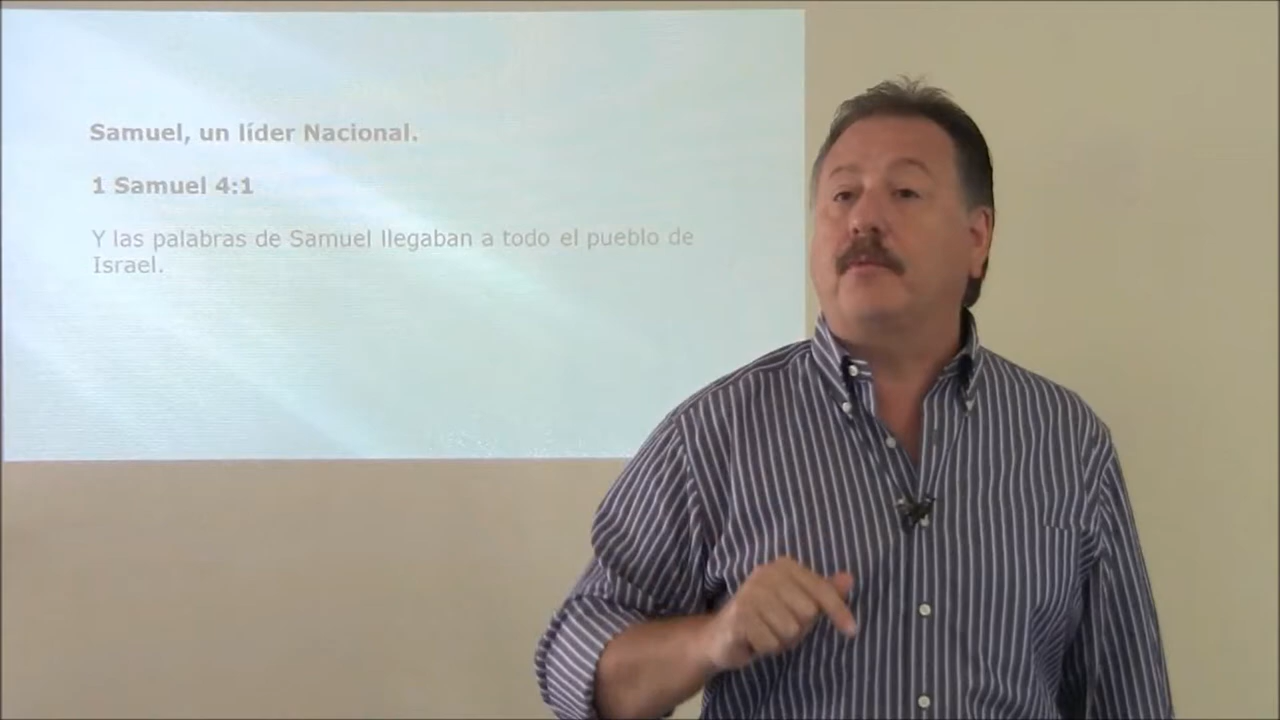 Samuel, un líder Nacional.
1 Samuel 4:1
Y las palabras de Samuel llegaban a todo el pueblo de
Israel.